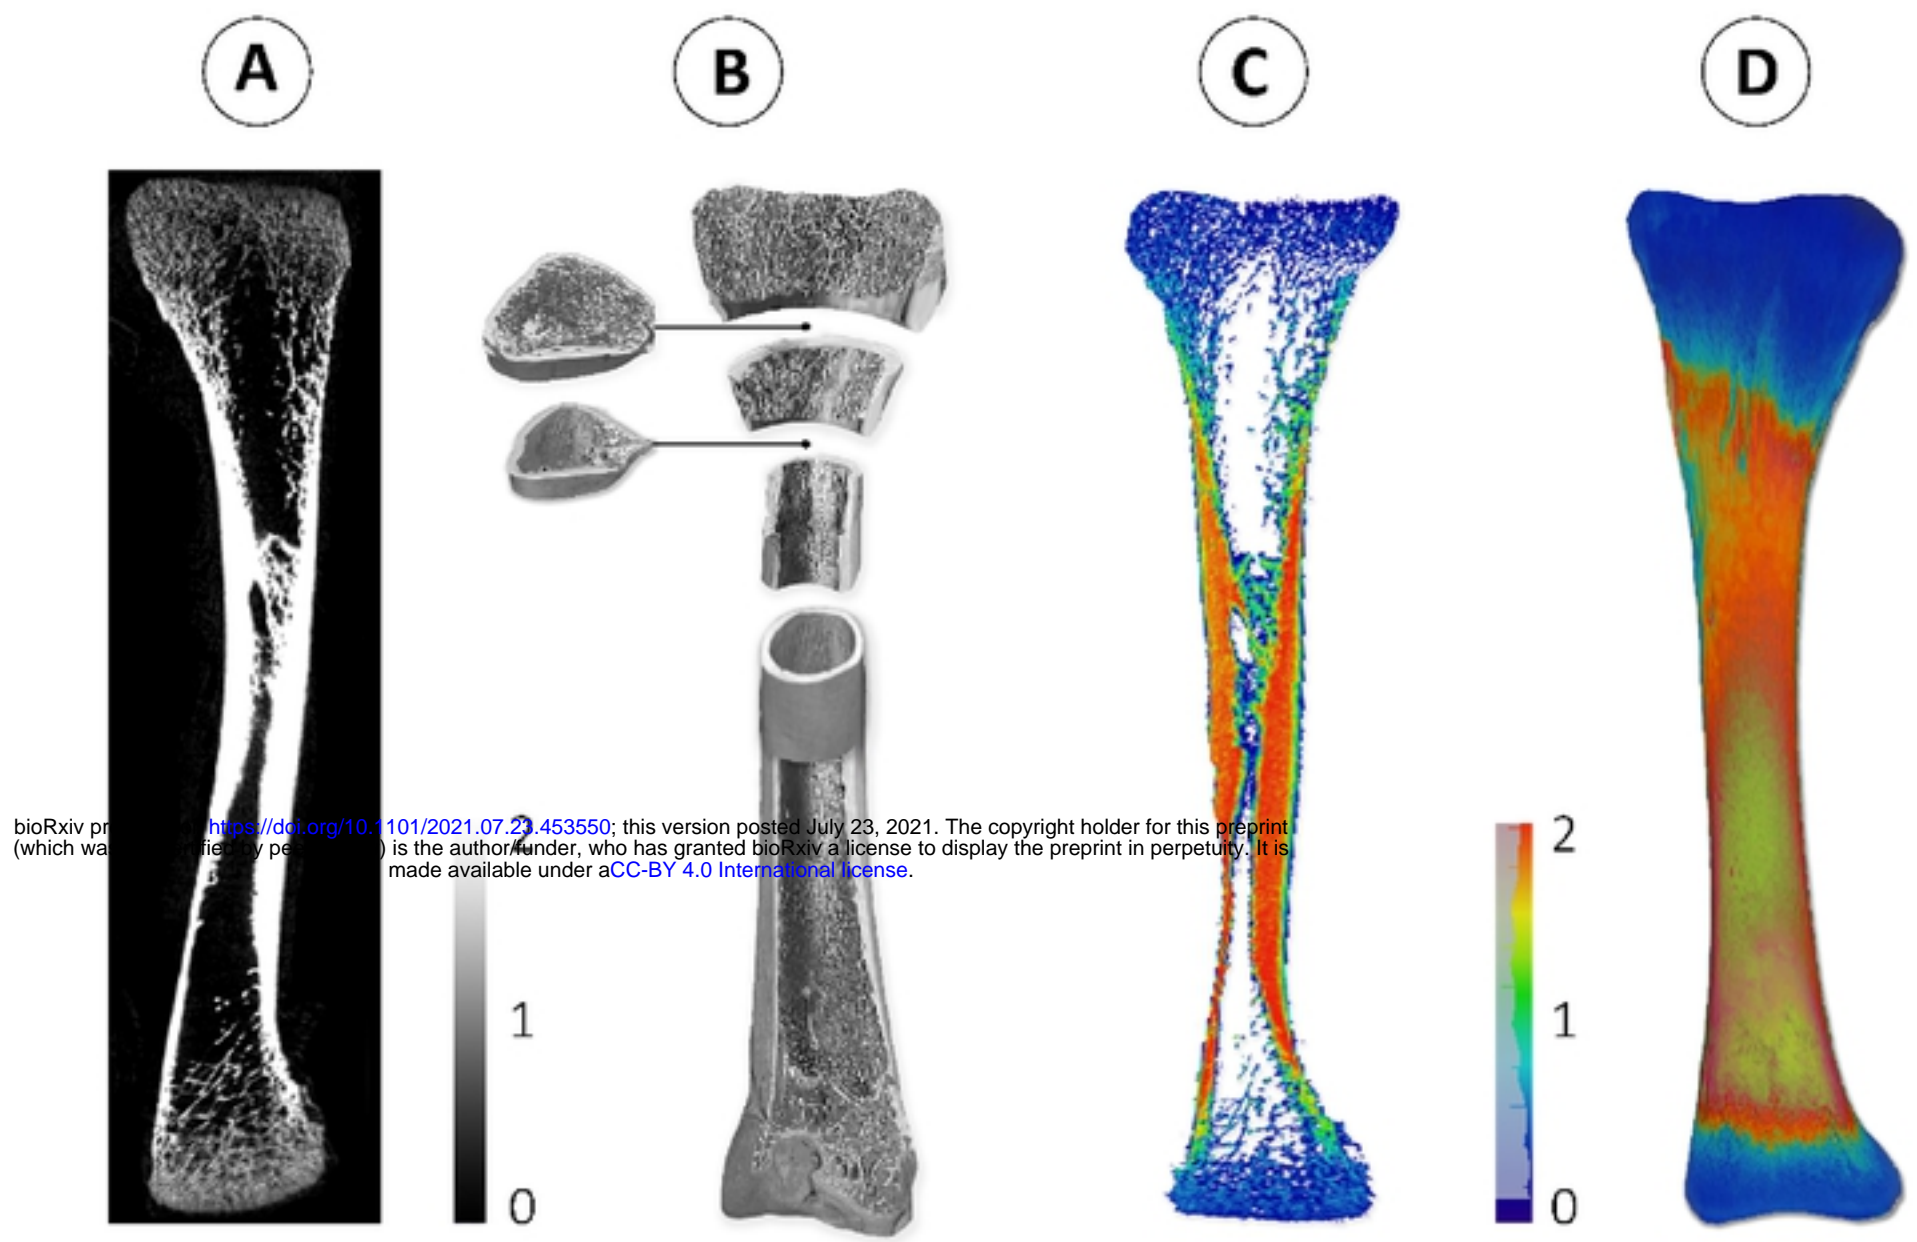 A B C D
bioRxiv pr https://doi.org/10.1101/2021.07.23.453550; this version posted July 23, 2021. The copyright holder for this preprint
(which wa by pe ) is the author/funder, who has granted bioRxiv a license to display the preprint in perpetuity. It is
made available under aCC-BY 4.0 International license.
2
1
0
2
1
0